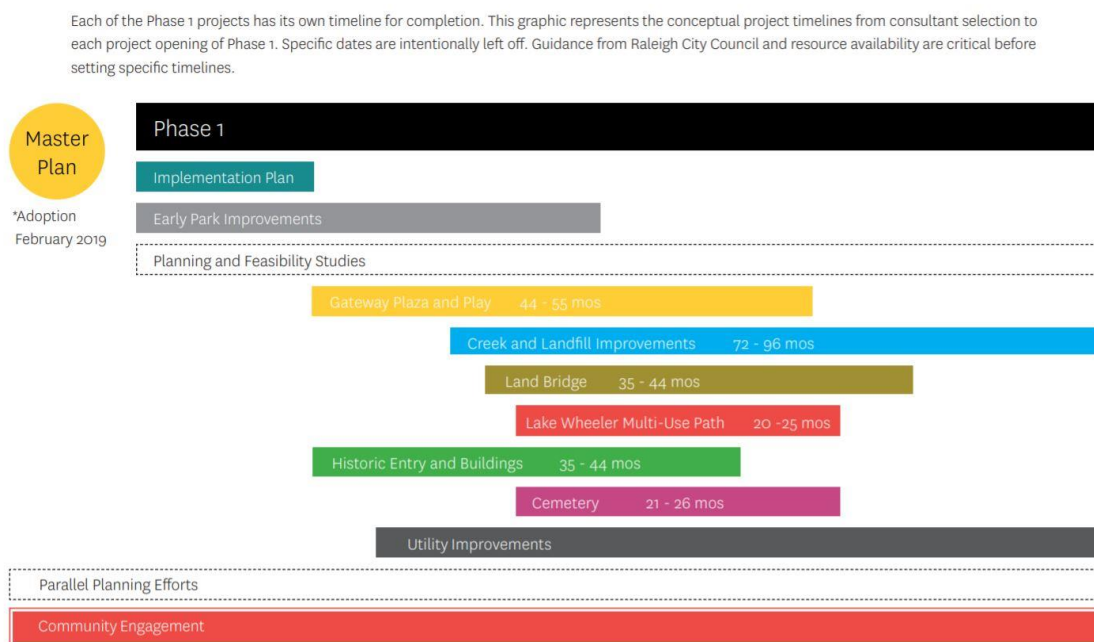 Each of the Phase 1 projects has its own timeline for completion. This graphic represents the conceptual project timelines from consultant selection to
each project opening of Phase 1. Specific dates are intentionally left off. Guidance from Raleigh City Council and resource availability are critical before
setting specific timelines.
Master
Plan
*Adoption
February 2019
Phase 1
Implementation Plan
Early Park Improvements
Planning and Feasibility Studies
Gateway Plaza and Play 44 - 55 mos
Creek and Landfill Improvements 72 - 96 mos
Land Bridge 35 - 44 mos
Lake Wheeler Multi-Use Path 20 -25 mos
Historic Entry and Buildings 35 - 44 mos
Cemetery 21 - 26 mos
Utility Improvements
Parallel Planning Efforts
Community Engagement